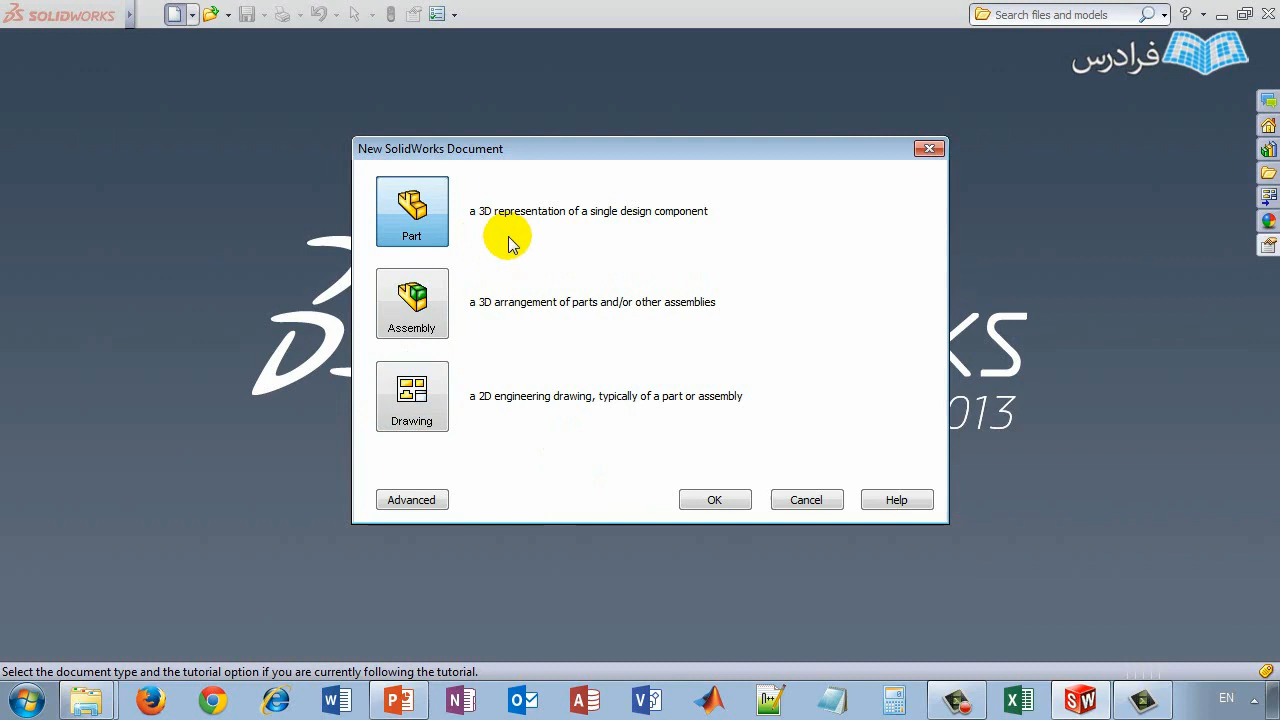 SOLIDWORKS
Search files and models
?
فرادرس
New SolidWorks Document
Part
a 3D representation of a single design component
Assembly
a 3D arrangement of parts and/or other assemblies
Drawing
a 2D engineering drawing, typically of a part or assembly
2013
Advanced
OK
Cancel
Help
Select the document type and the tutorial option if you are currently following the tutorial.
EN